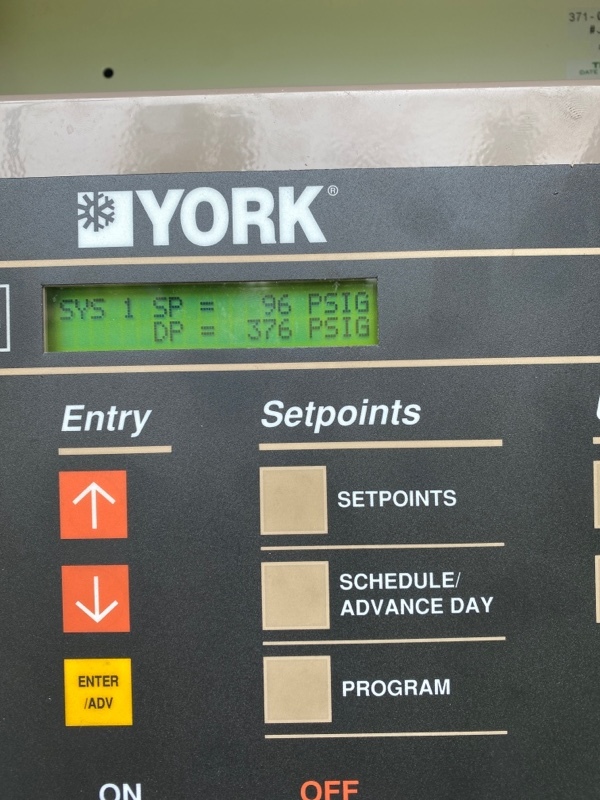 371-
YORK®
SYS 1 SP = 96 PSIG
DP = 376 PSIG
Entry
Setpoints
SETPOINTS
SCHEDULE/
ADVANCE DAY
PROGRAM
ENTER
/ADV
ON
OFF